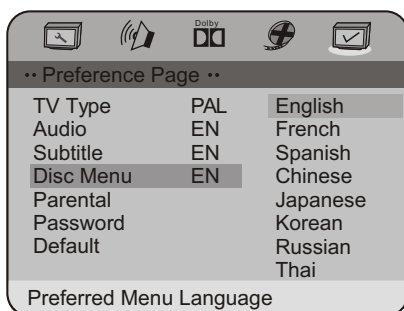 Dolby
•• Preference Page ••
TV Type PAL English
Audio EN French
Subtitle EN Spanish
Disc Menu EN Chinese
Parental Japanese
Password Korean
Default Russian
Thai
Preferred Menu Language